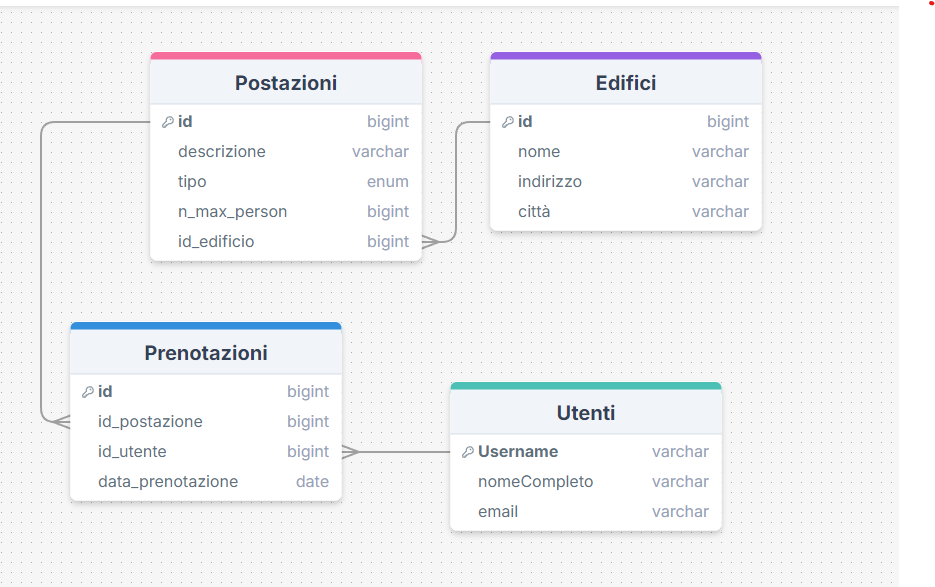 Postazioni
id bigint
descrizione varchar
tipo enum
n_max_person bigint
id_edificio bigint
Edifici
id bigint
nome varchar
indirizzo varchar
città varchar
Prenotazioni
id bigint
id_postazione bigint
id_utente bigint
data_prenotazione date
Utenti
Username varchar
nomeCompleto varchar
email varchar